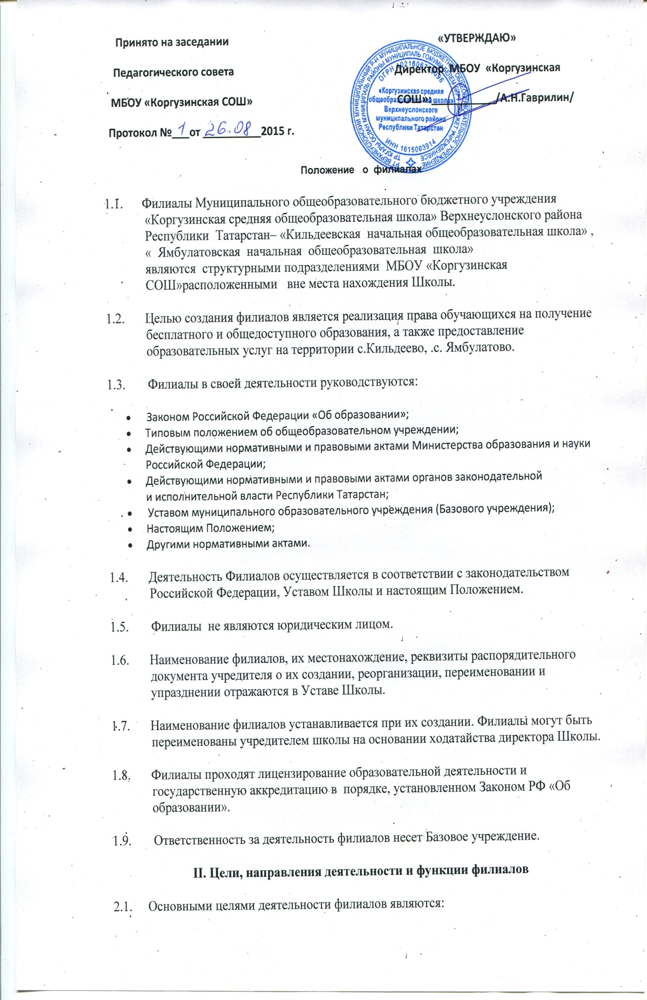 Принято на заседании
Педагогического совета
МБОУ «Коргузинская СОШ»
Протокол №___1___от __26.08__2015 г.
«УТВЕРЖДАЮ»
Директор МБОУ «Коргузинская
СОШ»:___________/А.Н.Гаврилин/
«Коргузинская средняя
общеобразовательная школа»
Верхнеуслонского
муниципального района
Республики Татарстан
ИНН 1615003914
Положение о филиалах
1.1. Филиалы Муниципального общеобразовательного бюджетного учреждения
«Коргузинская средняя общеобразовательная школа» Верхнеуслонского района
Республики Татарстан– «Кильдеевская начальная общеобразовательная школа» ,
« Ямбулатовская начальная общеобразовательная школа»
являются структурными подразделениями МБОУ «Коргузинская
СОШ»расположенными вне места нахождения Школы.
1.2. Целью создания филиалов является реализация права обучающихся на получение
бесплатного и общедоступного образования, а также предоставление
образовательных услуг на территории с.Кильдеево, .с. Ямбулатово.
1.3. Филиалы в своей деятельности руководствуются:
• Законом Российской Федерации «Об образовании»;
• Типовым положением об общеобразовательном учреждении;
• Действующими нормативными и правовыми актами Министерства образования и науки
Российской Федерации;
• Действующими нормативными и правовыми актами органов законодательной
и исполнительной власти Республики Татарстан;
• Уставом муниципального образовательного учреждения (Базового учреждения);
• Настоящим Положением;
• Другими нормативными актами.
1.4. Деятельность Филиалов осуществляется в соответствии с законодательством
Российской Федерации, Уставом Школы и настоящим Положением.
1.5. Филиалы не являются юридическим лицом.
1.6. Наименование филиалов, их местонахождение, реквизиты распорядительного
документа учредителя о их создании, реорганизации, переименовании и
упразднении отражаются в Уставе Школы.
1.7. Наименование филиалов устанавливается при их создании. Филиалы могут быть
переименованы учредителем школы на основании ходатайства директора Школы.
1.8. Филиалы проходят лицензирование образовательной деятельности и
государственную аккредитацию в порядке, установленном Законом РФ «Об
образовании».
1.9. Ответственность за деятельность филиалов несет Базовое учреждение.
II. Цели, направления деятельности и функции филиалов
2.1. Основными целями деятельности филиалов являются: